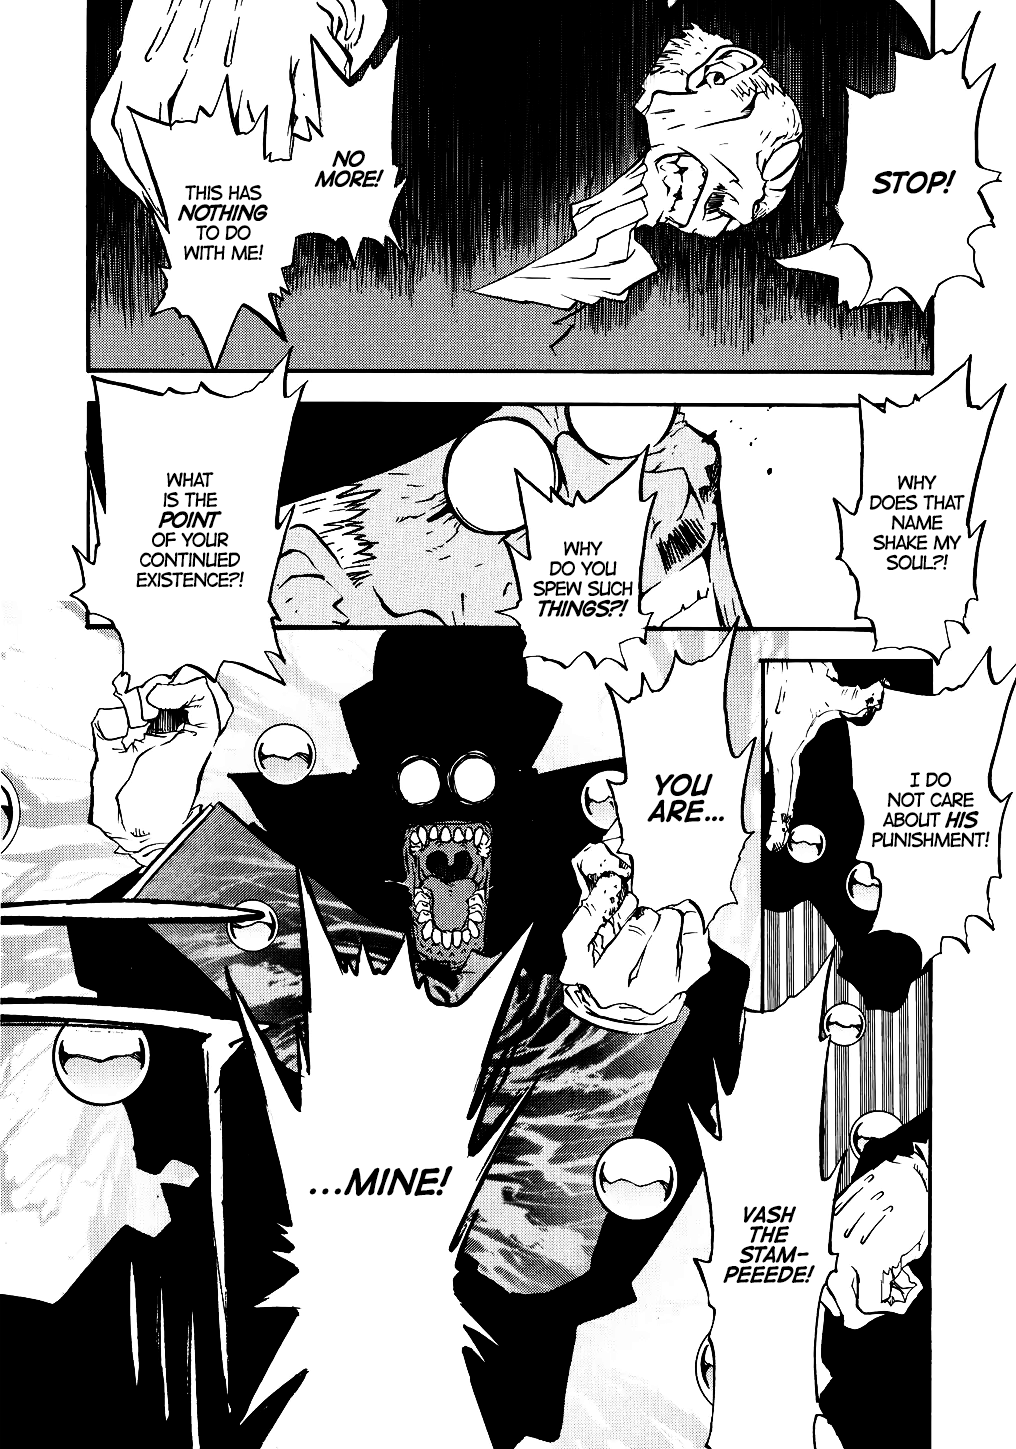 STOP!
NO
MORE!
THIS HAS
NOTHING
TO DO
WITH ME!
WHY
DOES THAT
NAME
SHAKE MY
SOUL?!
WHY
DO YOU
SPEW SUCH
THINGS?!
WHAT
IS THE
POINT
OF YOUR
CONTINUED
EXISTENCE?!
I DO
NOT CARE
ABOUT HIS
PUNISHMENT!
YOU
ARE...
...MINE!
VASH
THE
STAM-
PEEEDE!